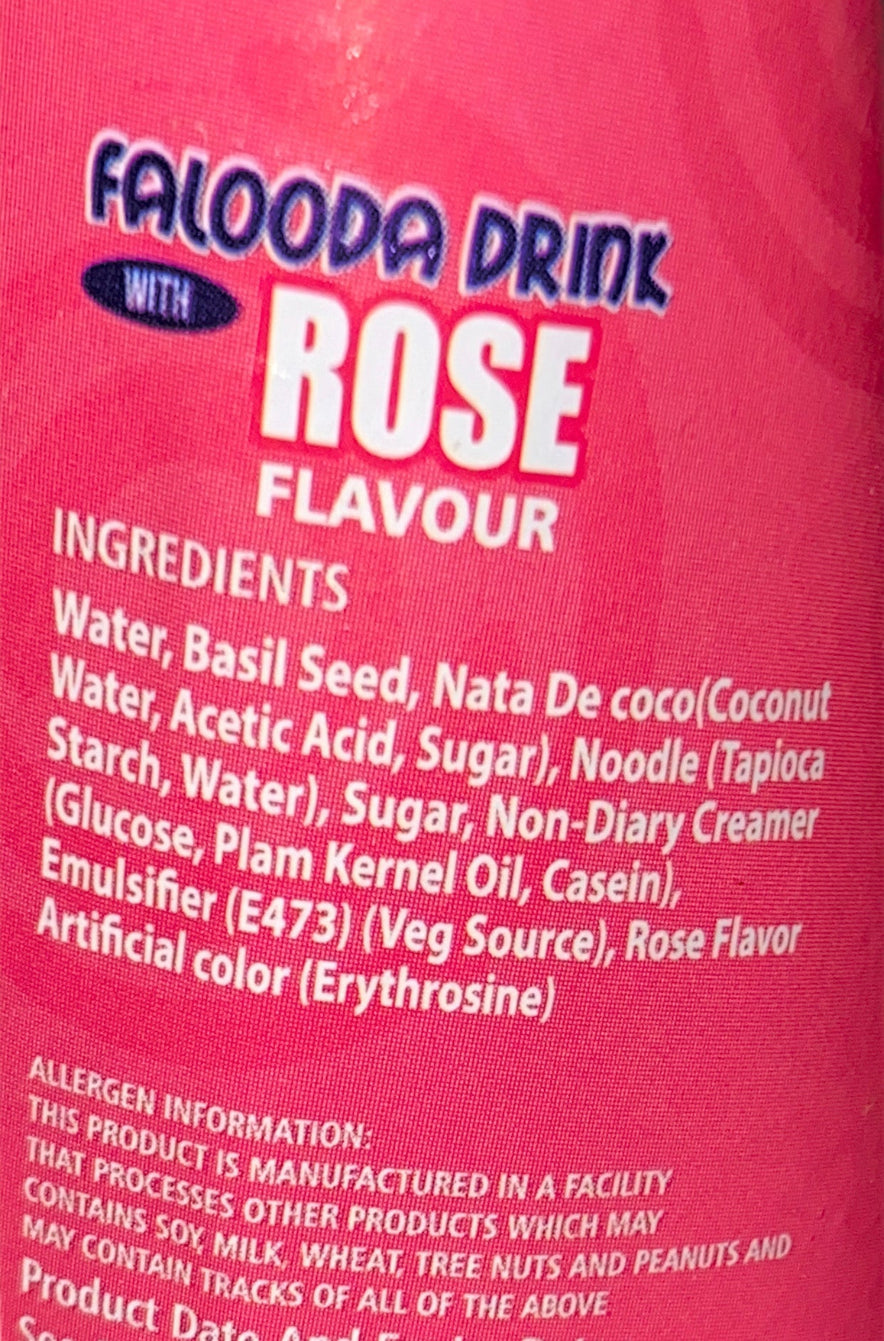 FALOODA DRINK
WITH ROSE
FLAVOUR
INGREDIENTS
Water, Basil Seed, Nata De coco(Coconut
Water, Acetic Acid, Sugar), Noodle (Tapioca
Starch, Water), Sugar, Non-Diary Creamer
(Glucose, Plam Kernel Oil, Casein),
Emulsifier (E473) (Veg Source), Rose Flavor
Artificial color (Erythrosine)
ALLERGEN INFORMATION:
THIS PRODUCT IS MANUFACTURED IN A FACILITY
THAT PROCESSES OTHER PRODUCTS WHICH MAY
CONTAINS SOY, MILK, WHEAT, TREE NUTS AND PEANUTS AND
MAY CONTAIN TRACKS OF ALL OF THE ABOVE
Product Date And